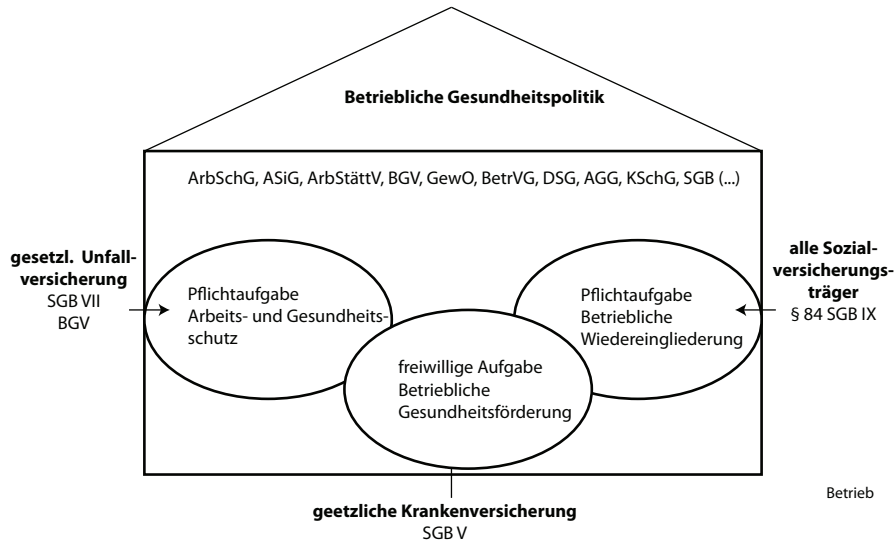 Betriebliche Gesundheitspolitik
ArbSchG, ASiG, ArbStättV, BGV, GewO, BetrVG, DSG, AGG, KSchG, SGB (...)
gesetzl. Unfall-
versicherung
SGB VII
BGV
Pflichtaufgabe
Arbeits- und Gesundheits-
schutz
freiwillige Aufgabe
Betriebliche
Gesundheitsförderung
Pflichtaufgabe
Betriebliche
Wiedereingliederung
alle Sozial-
versicherungs-
träger
§ 84 SGB IX
Betrieb
geetzliche Krankenversicherung
SGB V